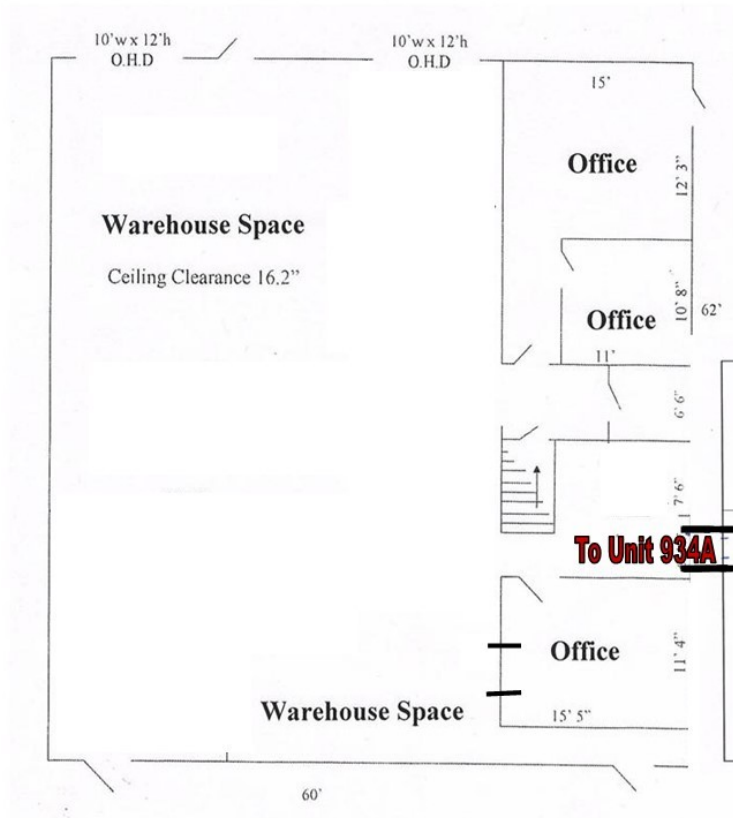 10'w x 12'h
O.H.D
10'w x 12'h
O.H.D
15'
Office
12' 3"
Warehouse Space
Ceiling Clearance 16.2"
10' 8"
62'
Office
11'
6' 6"
7' 6"
To Unit 934A
Office
11' 4"
Warehouse Space
15' 5"
60'